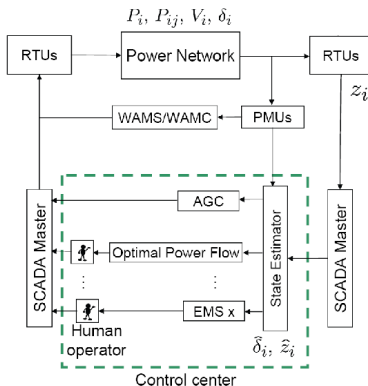 P_i, P_ij, V_i, δ_i
RTUs
Power Network
RTUs
z_i
WAMS/WAMC
PMUs
SCADA Master
AGC
State Estimator
SCADA Master
Optimal Power Flow
⋮
⋮
EMS x
Human
operator
δ̂_i, ẑ_i
Control center